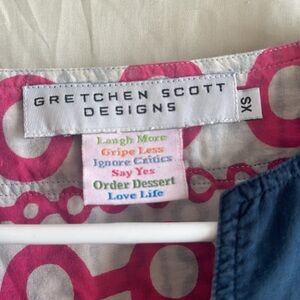 GRETCHEN SCOTT
DESIGNS
XS
Laugh More
Gripe Less
Ignore Critics
Say Yes
Order Dessert
Love Life